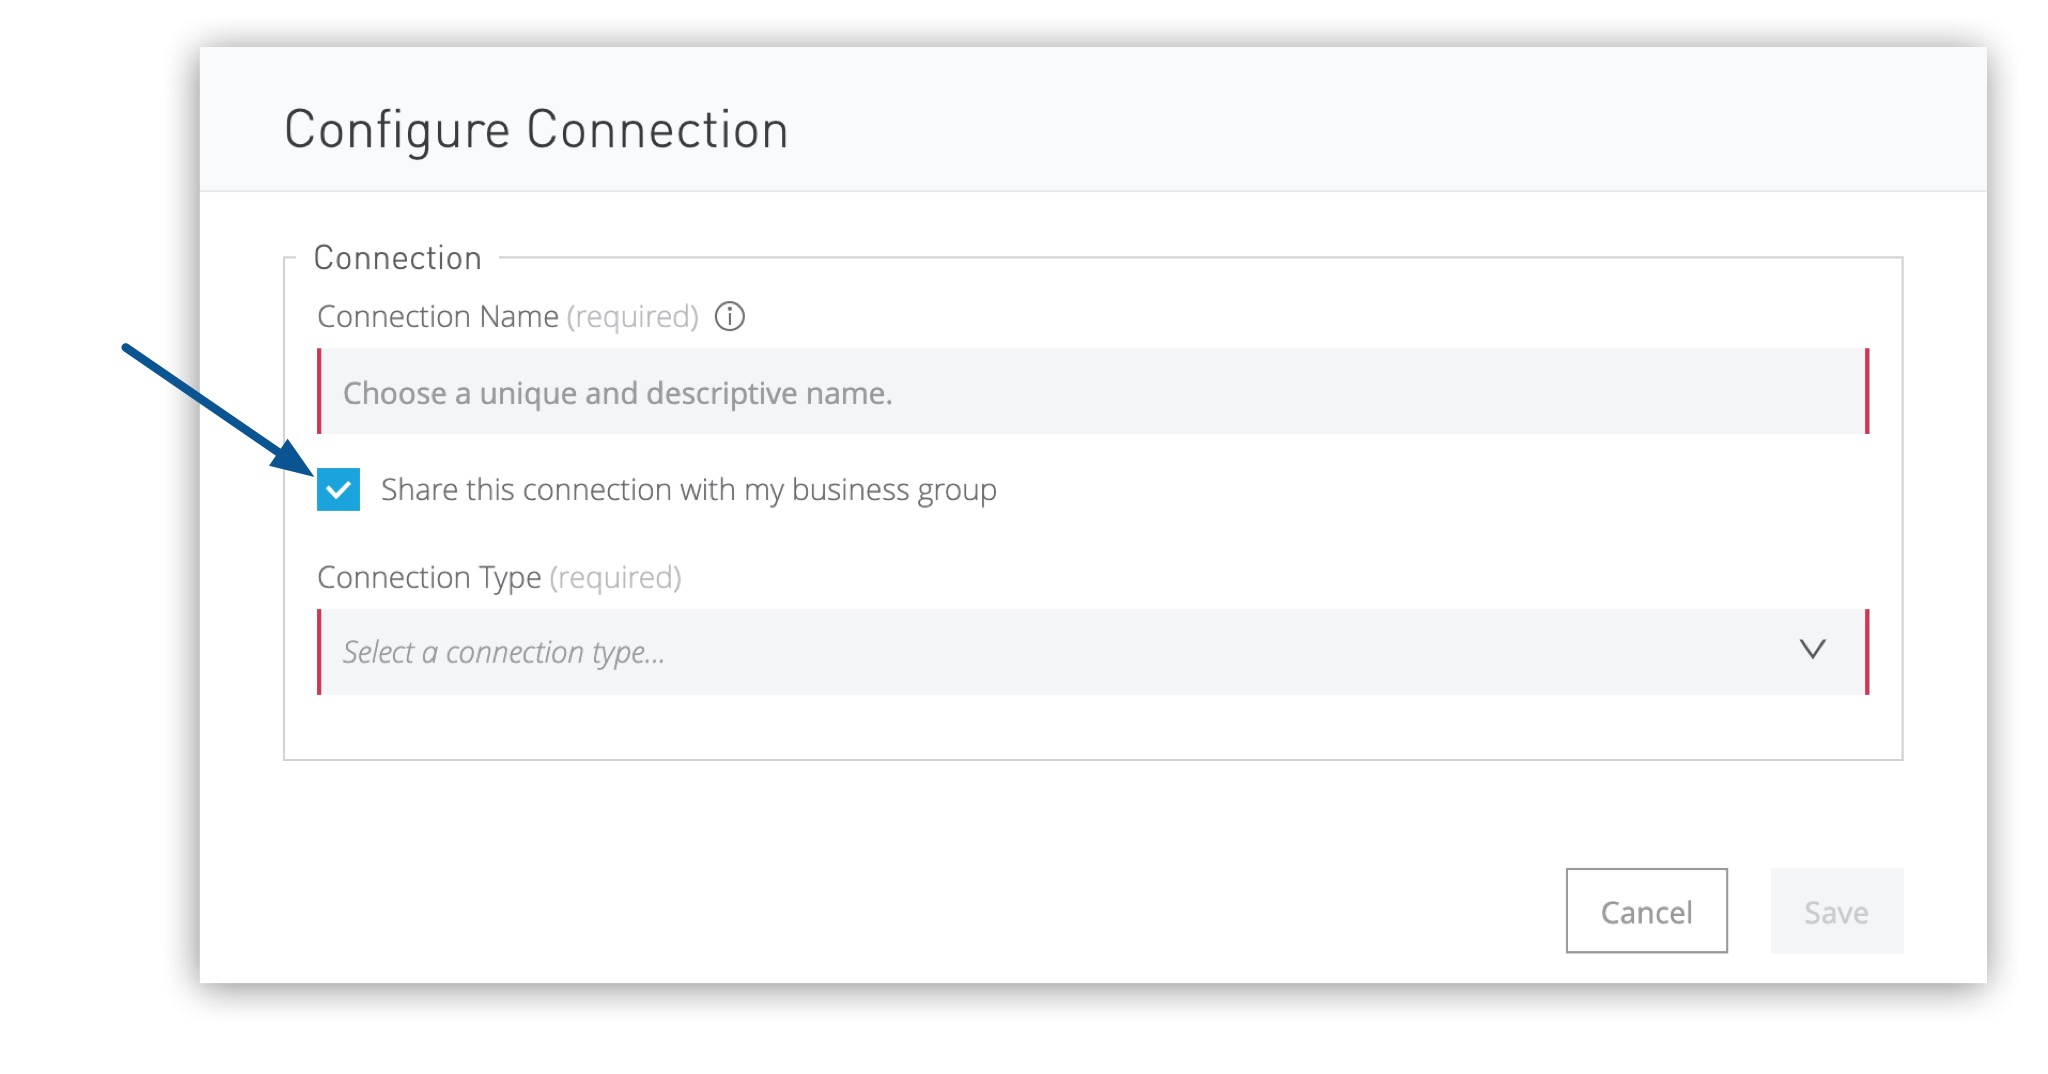 Configure Connection
Connection
Connection Name (required)
Choose a unique and descriptive name.
Share this connection with my business group
Connection Type (required)
Select a connection type...
Cancel
Save